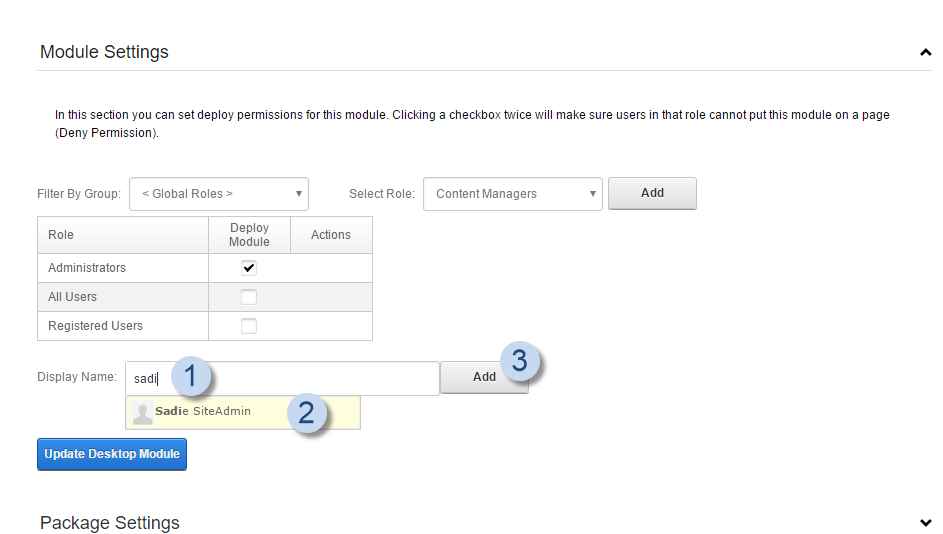 Module Settings
In this section you can set deploy permissions for this module. Clicking a checkbox twice will make sure users in that role cannot put this module on a page
(Deny Permission).
Filter By Group: < Global Roles > Select Role: Content Managers Add
Role Deploy Module Actions
Administrators
All Users
Registered Users
Display Name: sadi 1 Add 3
Sadie SiteAdmin 2
Update Desktop Module
Package Settings